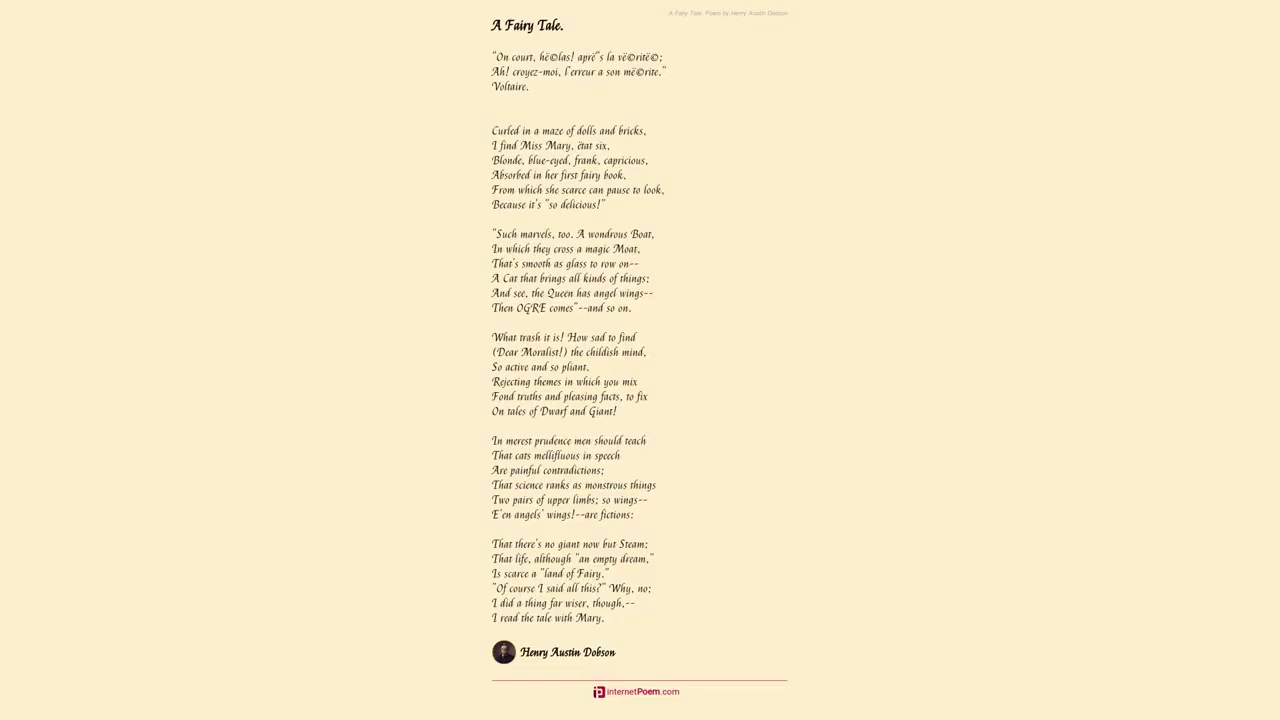 A Fairy Tale. Poem by Henry Austin Dobson
A Fairy Tale.
"On court, hë©las! aprë"s la vë©ritë©;
Ah! croyez-moi, l'erreur a son më©rite."
Voltaire.
Curled in a maze of dolls and bricks,
I find Miss Mary, ëtat six,
Blonde, blue-eyed, frank, capricious,
Absorbed in her first fairy book,
From which she scarce can pause to look,
Because it's "so delicious!"
"Such marvels, too. A wondrous Boat,
In which they cross a magic Moat,
That's smooth as glass to row on--
A Cat that brings all kinds of things;
And see, the Queen has angel wings--
Then OGRE comes"--and so on.
What trash it is! How sad to find
(Dear Moralist!) the childish mind,
So active and so pliant,
Rejecting themes in which you mix
Fond truths and pleasing facts, to fix
On tales of Dwarf and Giant!
In merest prudence men should teach
That cats mellifluous in speech
Are painful contradictions;
That science ranks as monstrous things
Two pairs of upper limbs; so wings--
E'en angels' wings!--are fictions:
That there's no giant now but Steam;
That life, although "an empty dream,"
Is scarce a "land of Fairy."
"Of course I said all this?" Why, no;
I did a thing far wiser, though,--
I read the tale with Mary.
Henry Austin Dobson
internetPoem.com